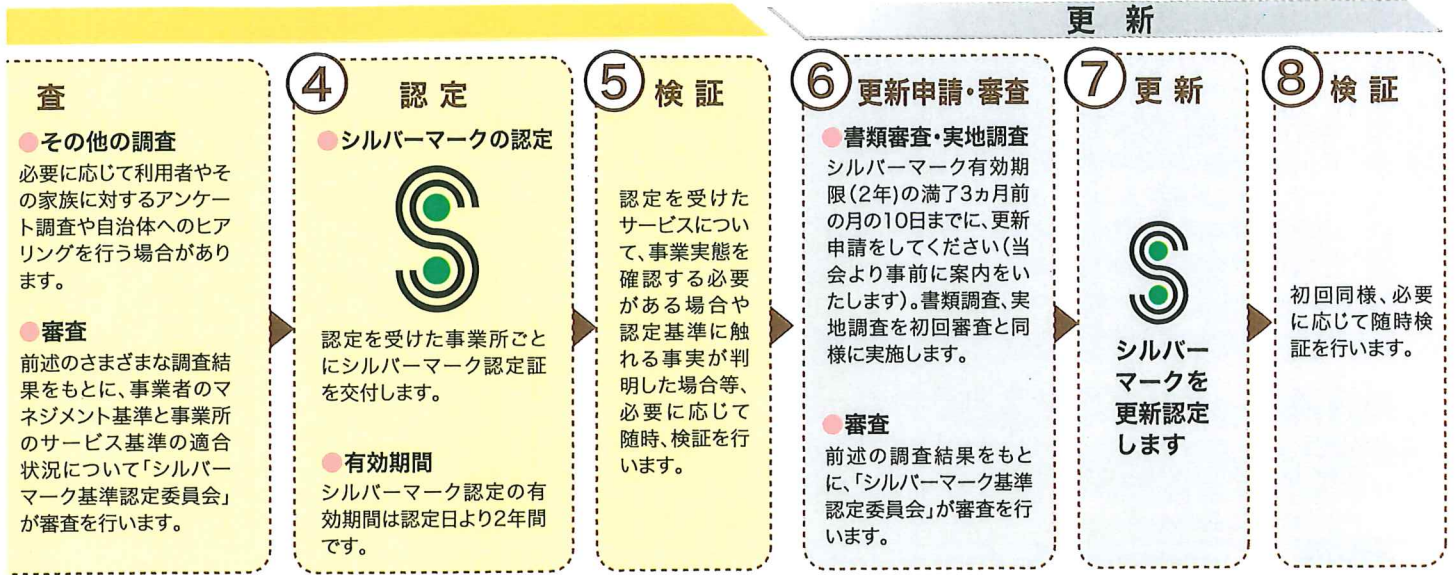 更 新
査
●その他の調査
必要に応じて利用者やそ
の家族に対するアンケー
ト調査や自治体へのヒア
リングを行う場合があり
ます。
●審査
前述のさまざまな調査結
果をもとに、事業者のマ
ネジメント基準と事業所
のサービス基準の適合
状況について「シルバー
マーク基準認定委員会」
が審査を行います。
④ 認 定
●シルバーマークの認定
認定を受けた事業所ごと
にシルバーマーク認定証
を交付します。
●有効期間
シルバーマーク認定の有
効期間は認定日より2年間
です。
⑤ 検 証
認定を受けた
サービスについ
て、事業実態を
確認する必要
がある場合や
認定基準に触
れる事実が判
明した場合等、
必要に応じて
随時、検証を行
います。
⑥ 更新申請・審査
●書類審査・実地調査
シルバーマーク有効期
限(2年)の満了3ヵ月前
の月の10日までに、更新
申請をしてください(当
会より事前に案内をい
たします)。書類調査、実
地調査を初回審査と同
様に実施します。
●審査
前述の調査結果をもと
に、「シルバーマーク基準
認定委員会」が審査を行
います。
⑦ 更 新
シルバー
マークを
更新認定
します
⑧ 検 証
初回同様、必要
に応じて随時検
証を行います。